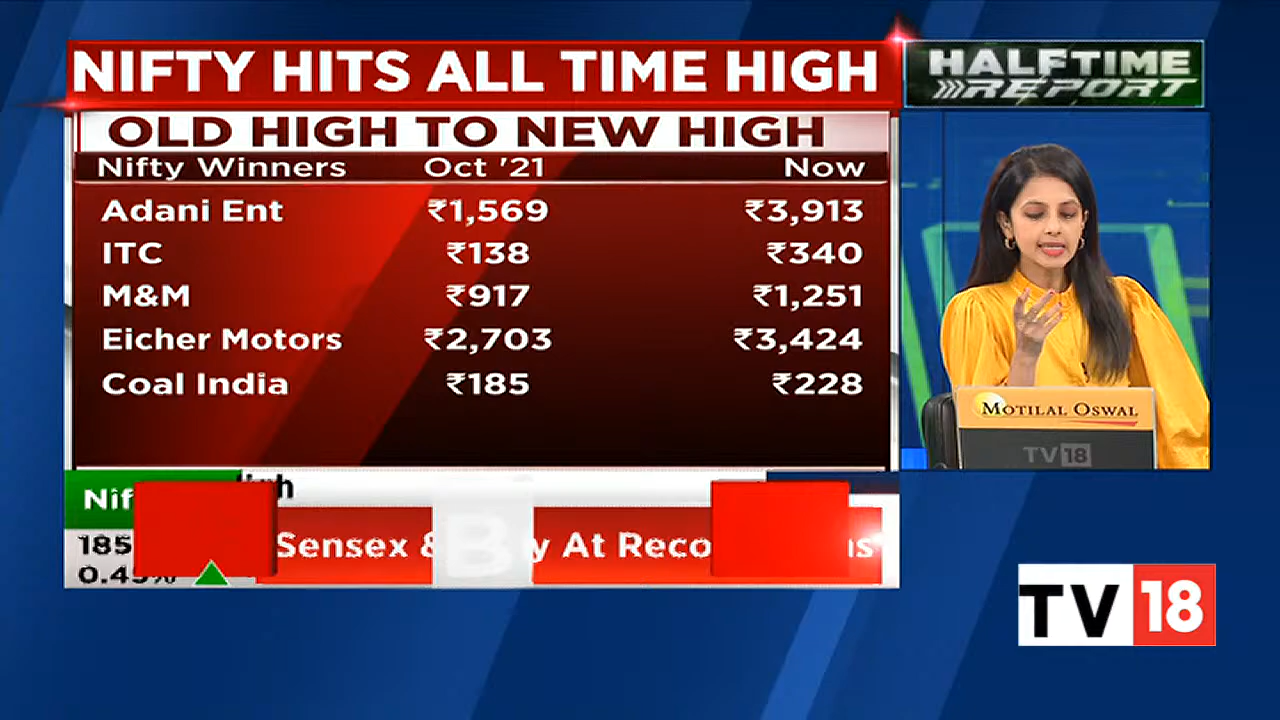 NIFTY HITS ALL TIME HIGH
HALFTIME
REPORT
OLD HIGH TO NEW HIGH
Nifty Winners Oct '21 Now
Adani Ent ₹1,569 ₹3,913
ITC ₹138 ₹340
M&M ₹917 ₹1,251
Eicher Motors ₹2,703 ₹3,424
Coal India ₹185 ₹228
MOTILAL OSWAL
TV18
Sensex &
At
B
TV18